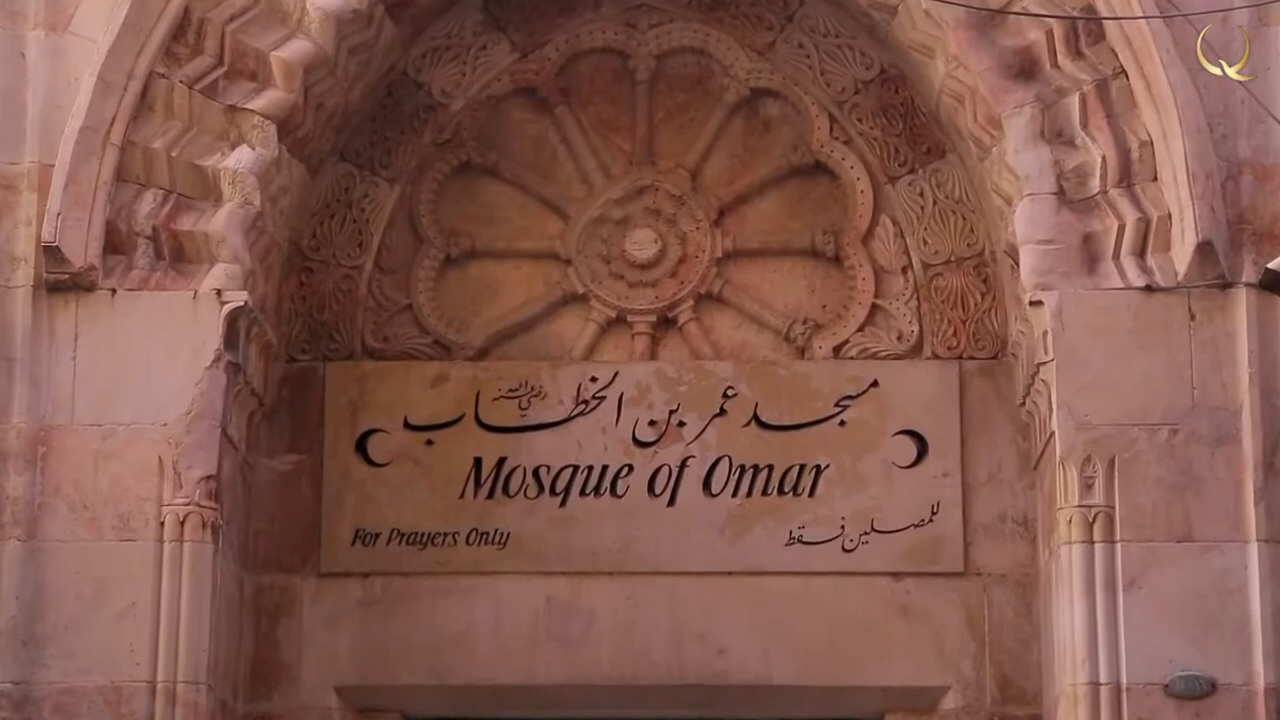 مسجد عمر بن الخطاب رضي الله عنه
Mosque of Omar
For Prayers Only
للمصلين فقط